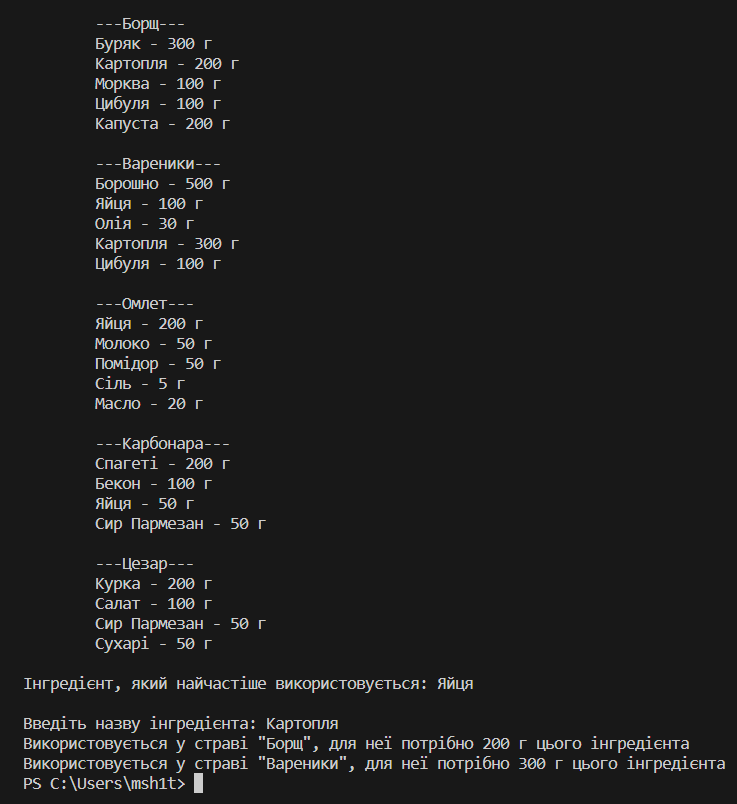 ---Борщ---
Буряк - 300 г
Картопля - 200 г
Морква - 100 г
Цибуля - 100 г
Капуста - 200 г
---Вареники---
Борошно - 500 г
Яйця - 100 г
Олія - 30 г
Картопля - 300 г
Цибуля - 100 г
---Омлет---
Яйця - 200 г
Молоко - 50 г
Помідор - 50 г
Сіль - 5 г
Масло - 20 г
---Карбонара---
Спагеті - 200 г
Бекон - 100 г
Яйця - 50 г
Сир Пармезан - 50 г
---Цезар---
Курка - 200 г
Салат - 100 г
Сир Пармезан - 50 г
Сухарі - 50 г
Інгредієнт, який найчастіше використовується: Яйця
Введіть назву інгредієнта: Картопля
Використовується у страві "Борщ", для неї потрібно 200 г цього інгредієнта
Використовується у страві "Вареники", для неї потрібно 300 г цього інгредієнта
PS C:\Users\msh1t>